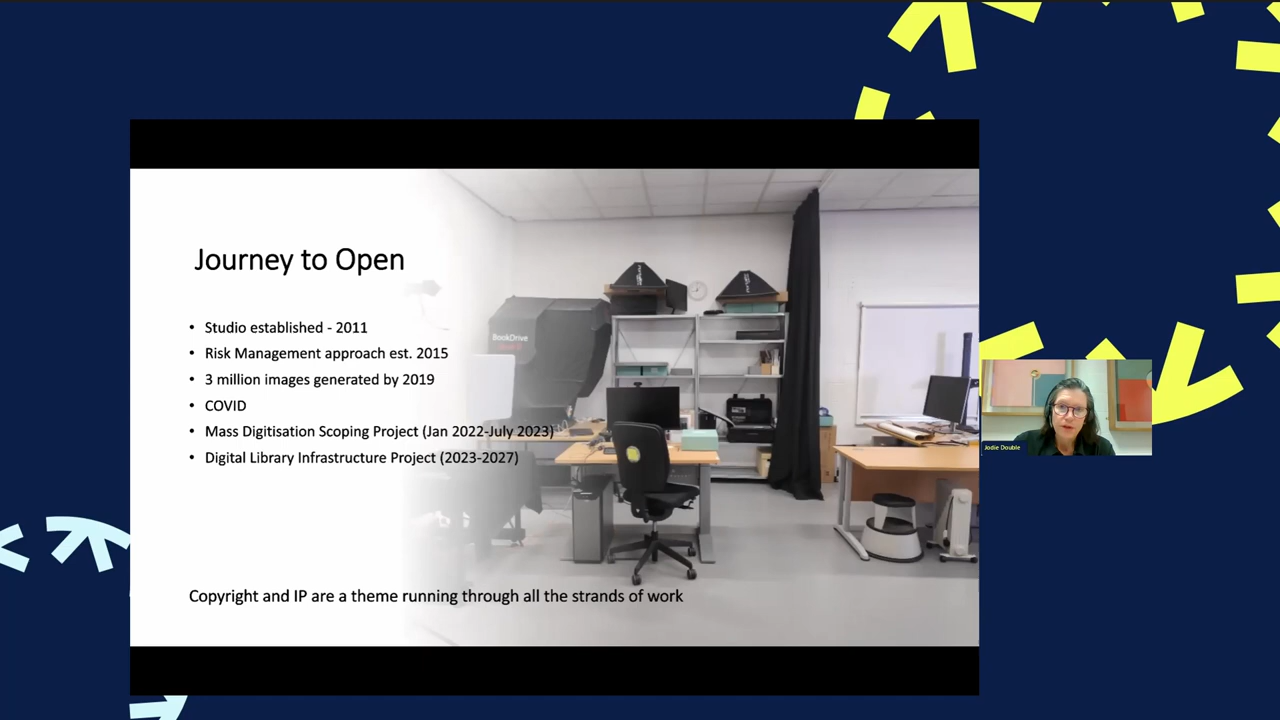 Journey to Open
• Studio established - 2011
• Risk Management approach est. 2015
• 3 million images generated by 2019
• COVID
• Mass Digitisation Scoping Project (Jan 2022-July 2023)
• Digital Library Infrastructure Project (2023-2027)
Copyright and IP are a theme running through all the strands of work
BookDrive
Jodie Double